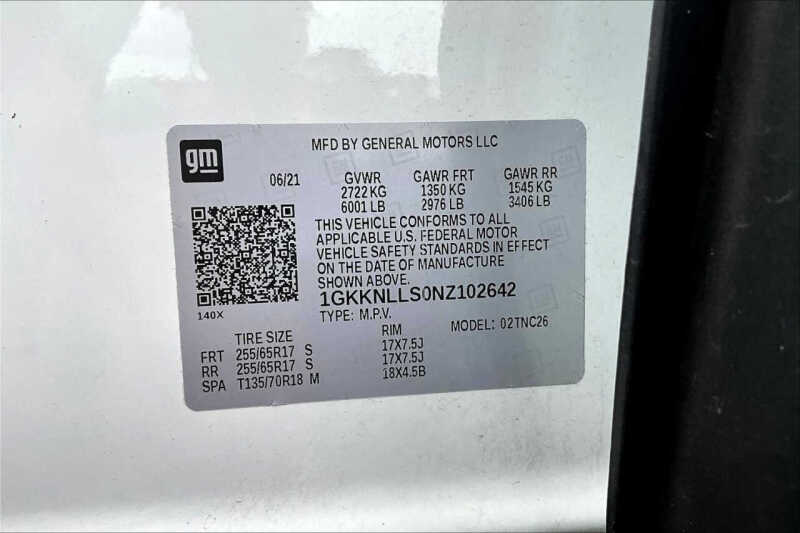 gm
MFD BY GENERAL MOTORS LLC
06/21 GVWR GAWR FRT GAWR RR
2722 KG 1350 KG 1545 KG
6001 LB 2976 LB 3406 LB
THIS VEHICLE CONFORMS TO ALL
APPLICABLE U.S. FEDERAL MOTOR
VEHICLE SAFETY STANDARDS IN EFFECT
ON THE DATE OF MANUFACTURE
SHOWN ABOVE.
140X
1GKKNLLS0NZ102642
TYPE: M.P.V.
MODEL: 02TNC26
TIRE SIZE RIM
FRT 255/65R17 S 17X7.5J
RR 255/65R17 S 17X7.5J
SPA T135/70R18 M 18X4.5B